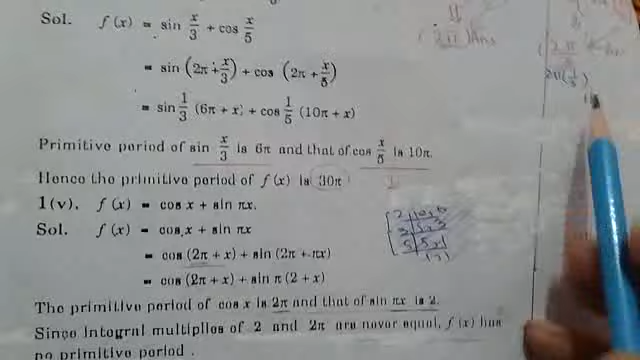 Sol. f (x) = sin x/3 + cos x/5
= sin (2π + x/3) + cos (2π + x/5)
= sin 1/3 (6π + x) + cos 1/5 (10π + x)
Primitive period of sin x/3 is 6π and that of cos x/5 is 10π.
Hence the primitive period of f(x) is 30π
1(v). f (x) = cos x + sin πx.
Sol. f (x) = cos x + sin πx
= cos (2π + x) + sin (2π + πx)
= cos (2π + x) + sin π (2 + x)
The primitive period of cos x is 2π and that of sin πx is 2.
Since integral multiples of 2 and 2π are never equal, f (x) has
no primitive period.
(2π) Ans